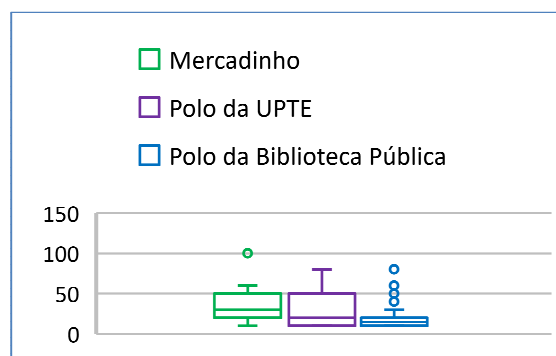 Mercadinho
Polo da UPTE
Polo da Biblioteca Pública
150
100
50
0